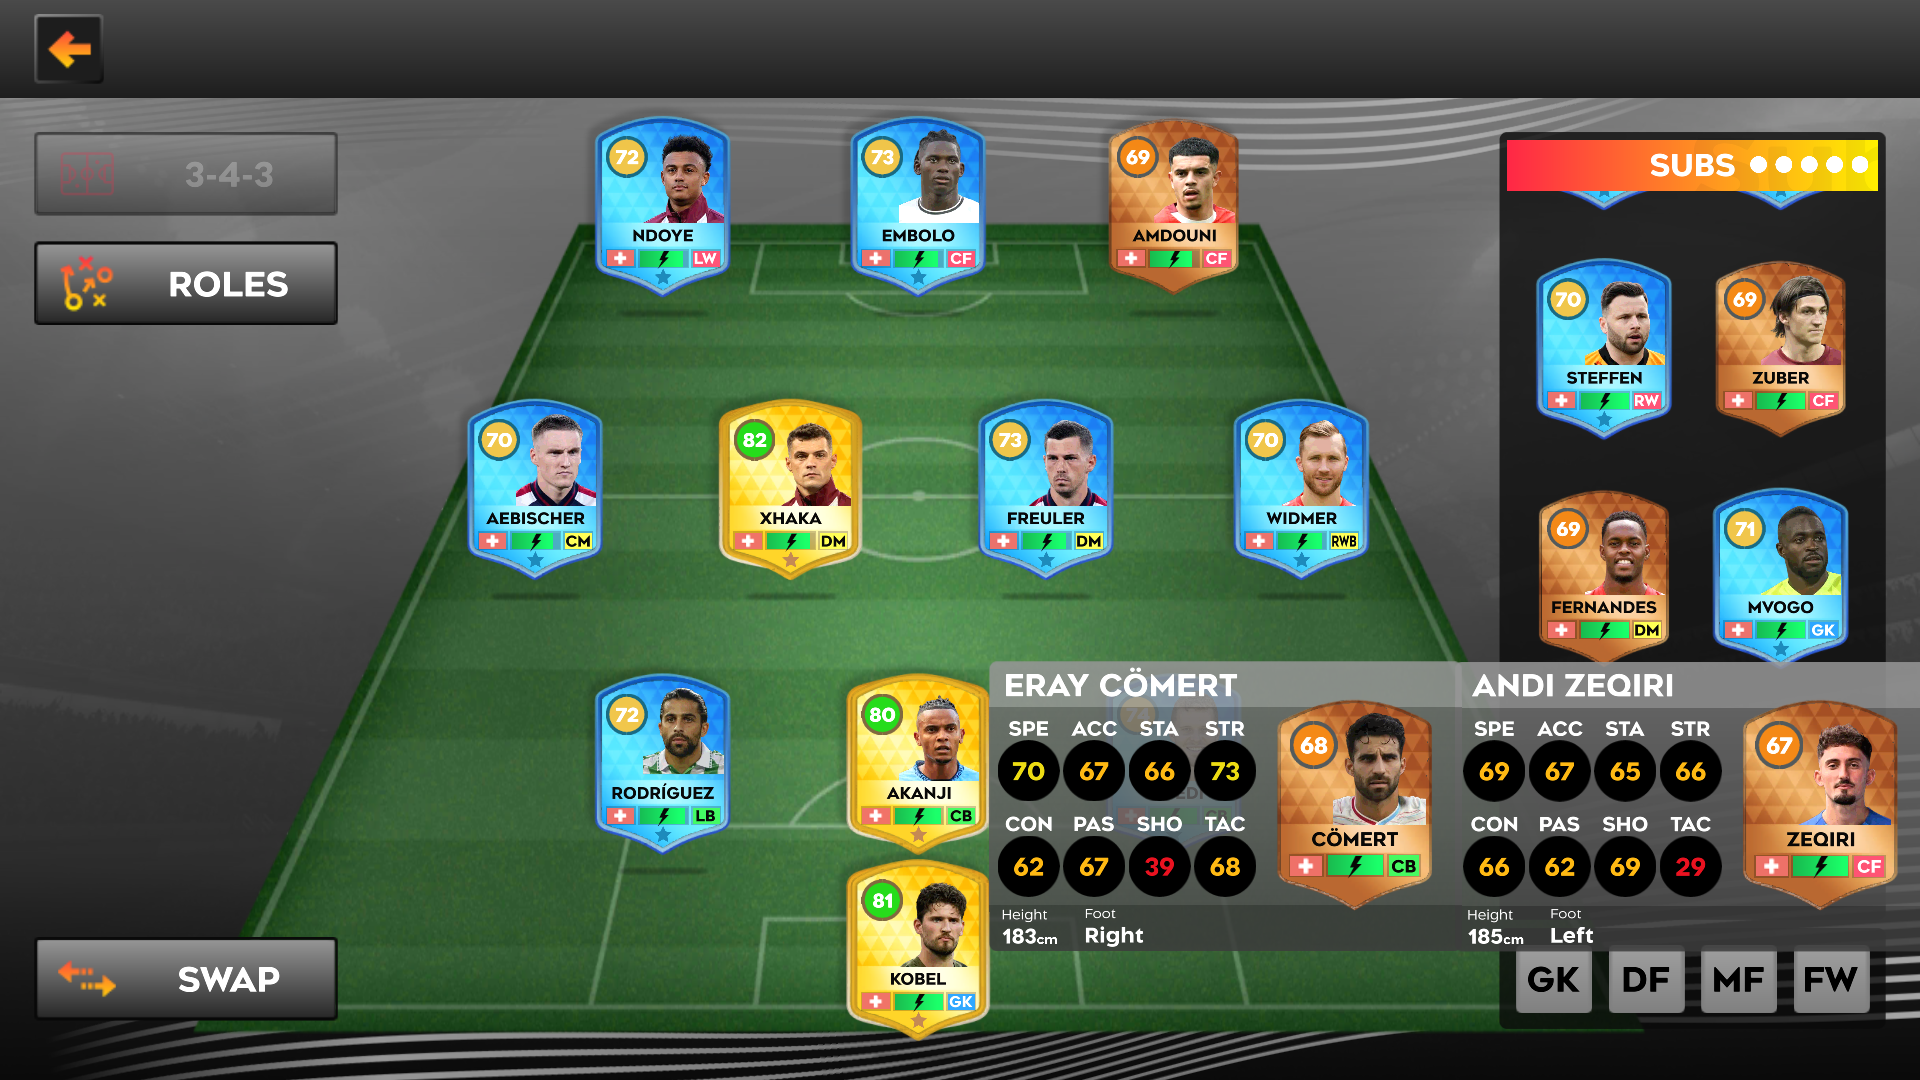 3-4-3
ROLES
72
NDOYE
LW
73
EMBOLO
CF
69
AMDOUNI
CF
SUBS
70
STEFFEN
RW
69
ZUBER
CF
70
AEBISCHER
CM
82
XHAKA
DM
73
FREULER
DM
70
WIDMER
RWB
69
FERNANDES
DM
71
MVOGO
GK
72
RODRÍGUEZ
LB
80
AKANJI
CB
81
KOBEL
GK
ERAY CÖMERT
SPE ACC STA STR
70 67 66 73
CON PAS SHO TAC
62 67 39 68
Height Foot
183cm Right
68
CÖMERT
CB
ANDI ZEQIRI
SPE ACC STA STR
69 67 65 66
CON PAS SHO TAC
66 62 69 29
Height Foot
185cm Left
67
ZEQIRI
CF
SWAP
GK DF MF FW